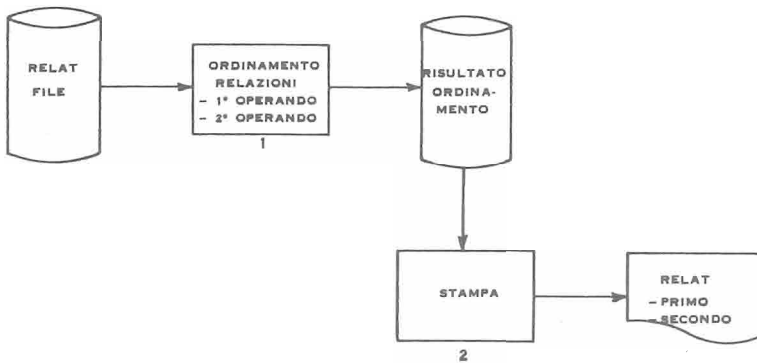 RELAT
FILE
ORDINAMENTO
RELAZIONI
- 1° OPERANDO
- 2° OPERANDO
1
RISULTATO
ORDINA-
MENTO
STAMPA
2
RELAT
- PRIMO
- SECONDO